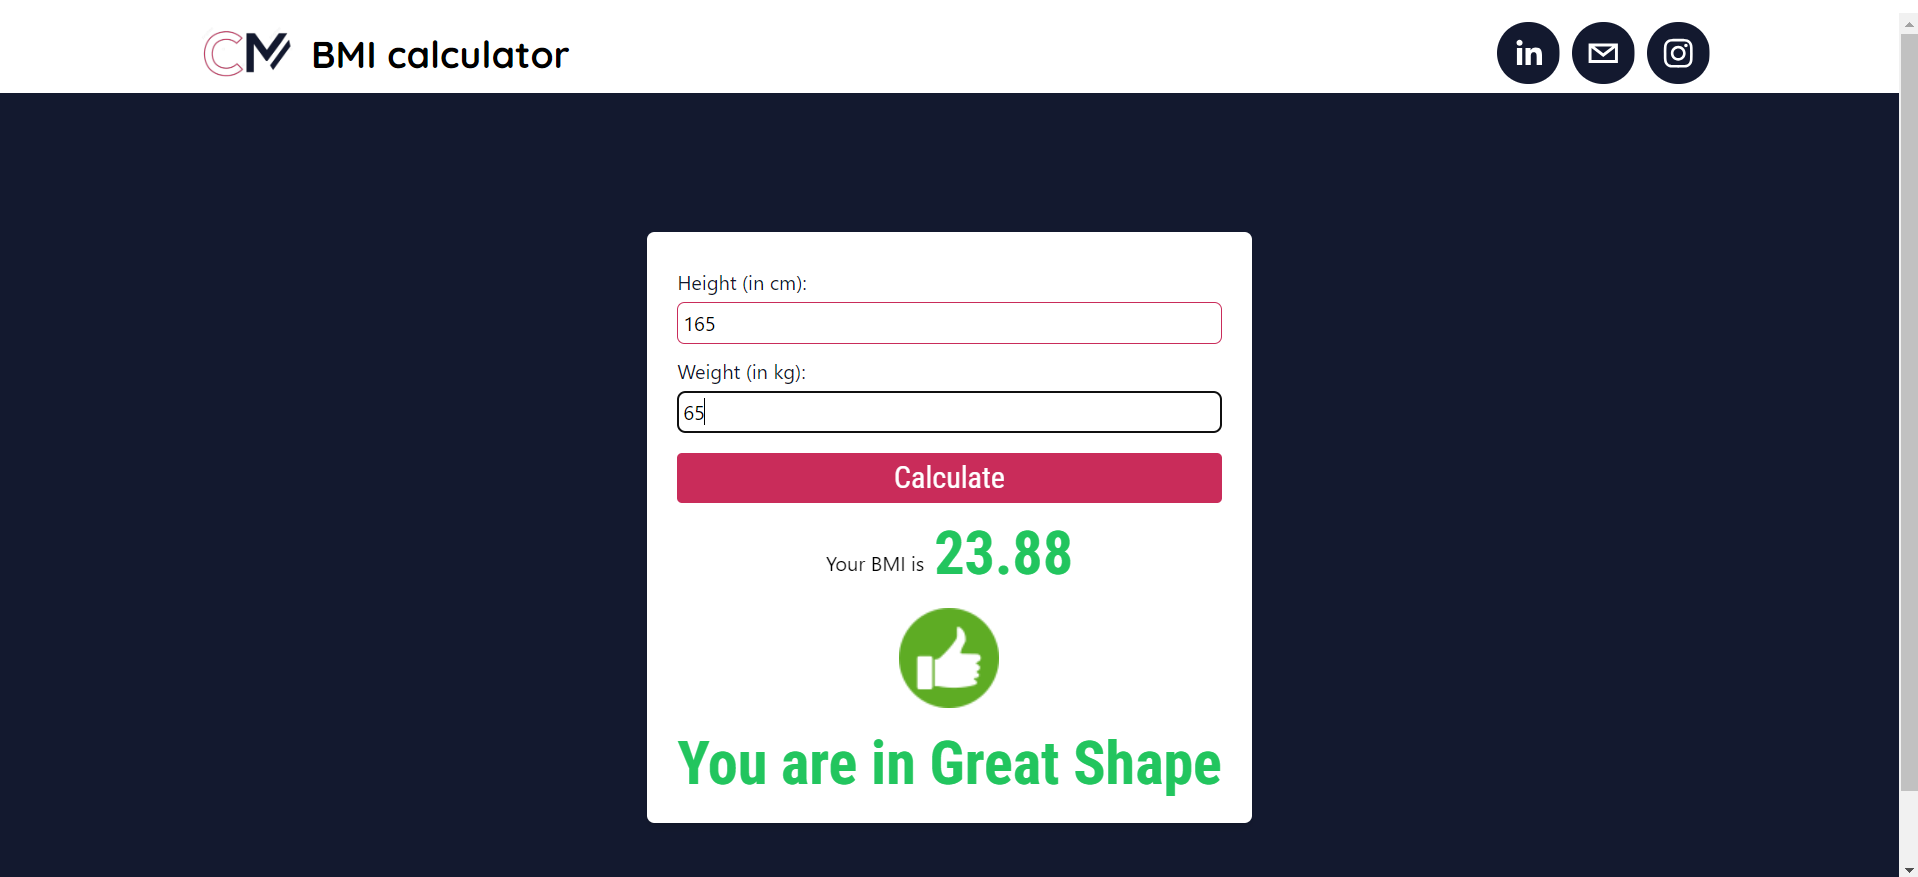 CM BMI calculator
in
Height (in cm):
165
Weight (in kg):
65
Calculate
Your BMI is 23.88
You are in Great Shape